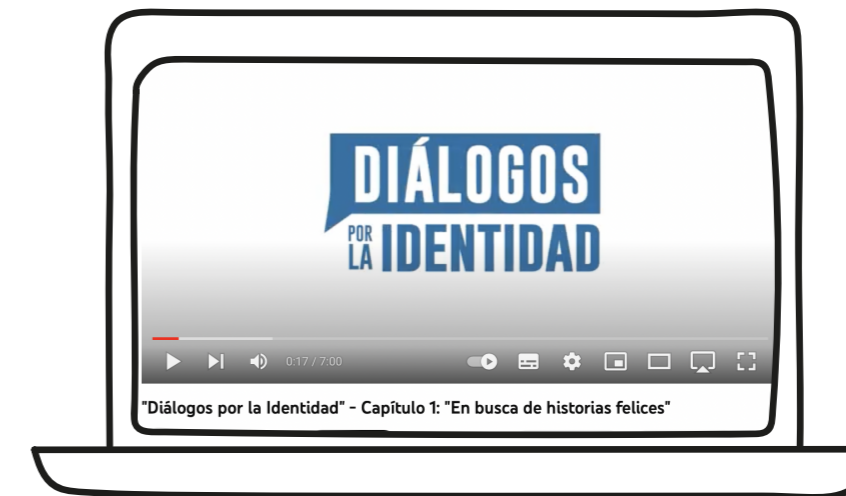 DIÁLOGOS
POR LA IDENTIDAD
0:17 / 7:00
"Diálogos por la Identidad" - Capítulo 1: "En busca de historias felices"